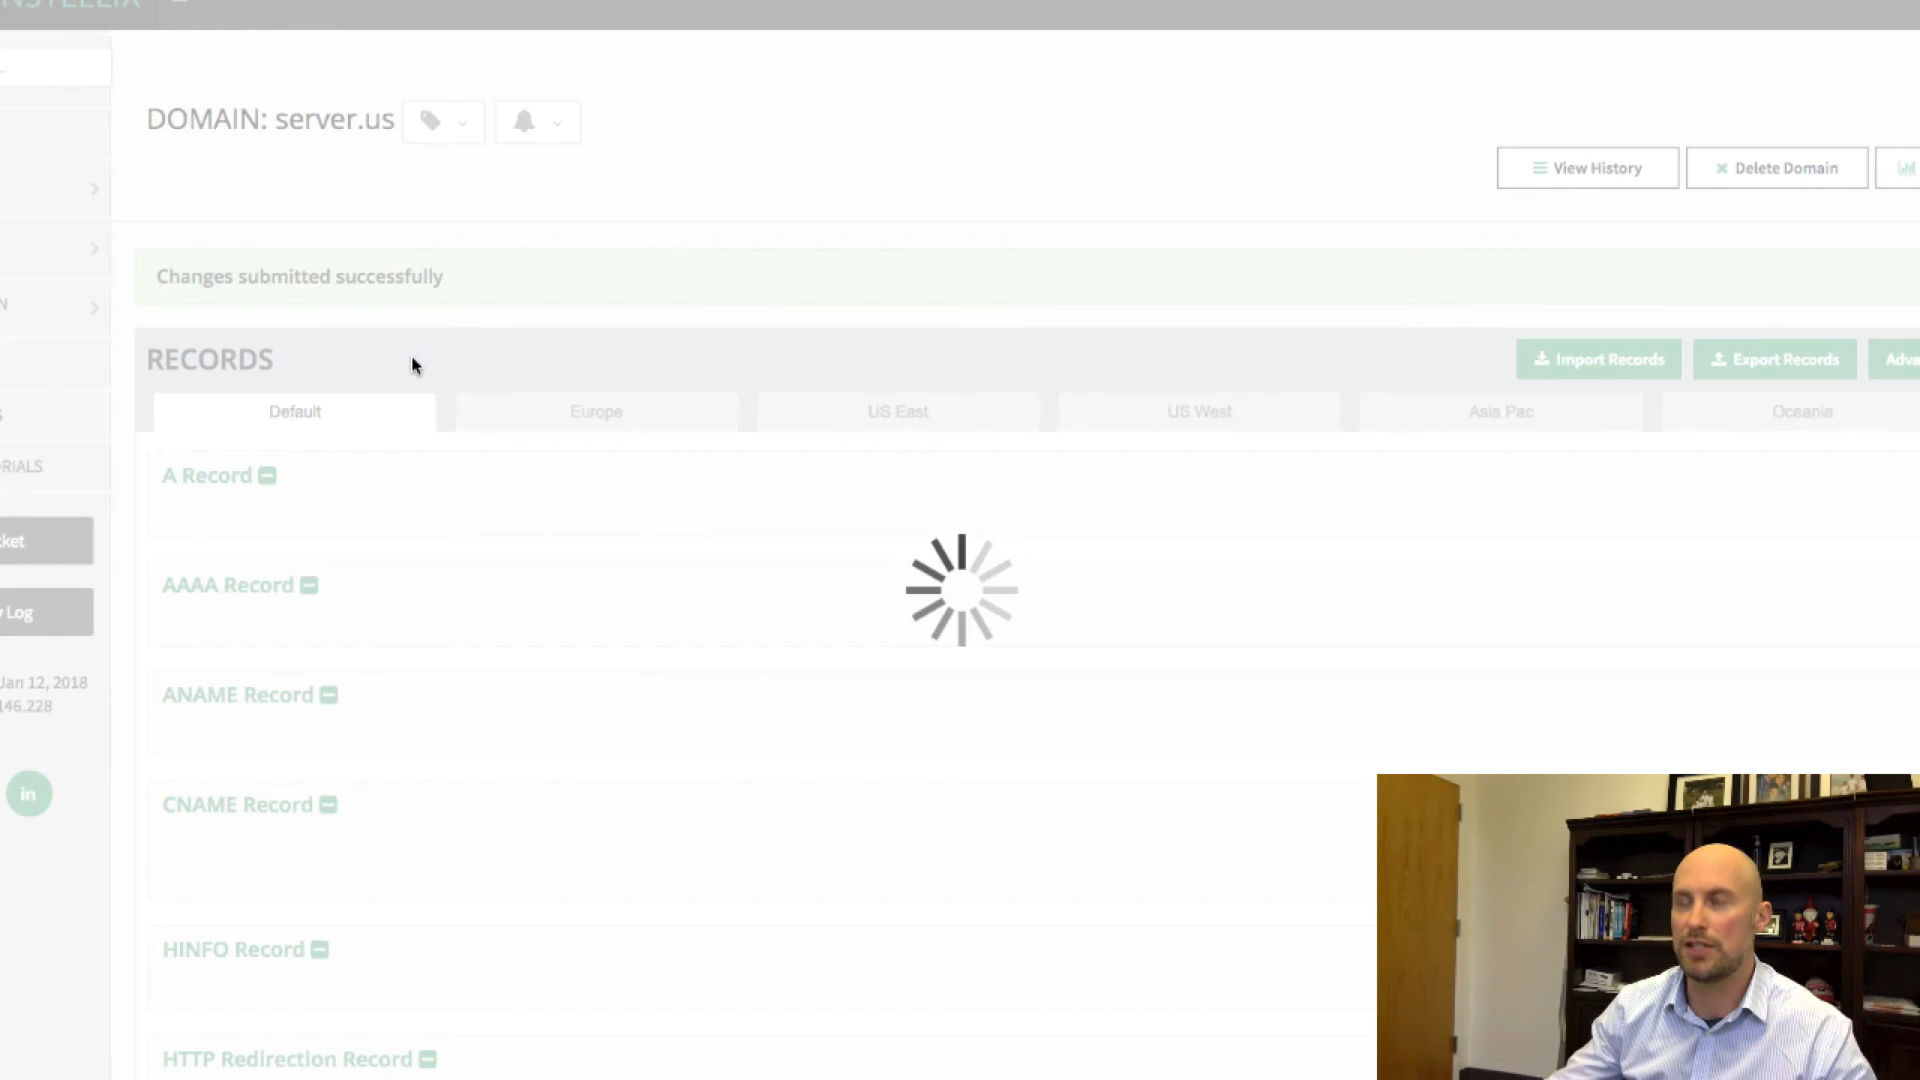 DOMAIN: server.us
View History
Delete Domain
Changes submitted successfully
RECORDS
Import Records
Export Records
Default
Europe
US East
US West
Asia Pac
Oceania
A Record
AAAA Record
ANAME Record
CNAME Record
HINFO Record
HTTP Redirection Record
N
RIALS
ket
Log
Jan 12, 2018
146.228
in